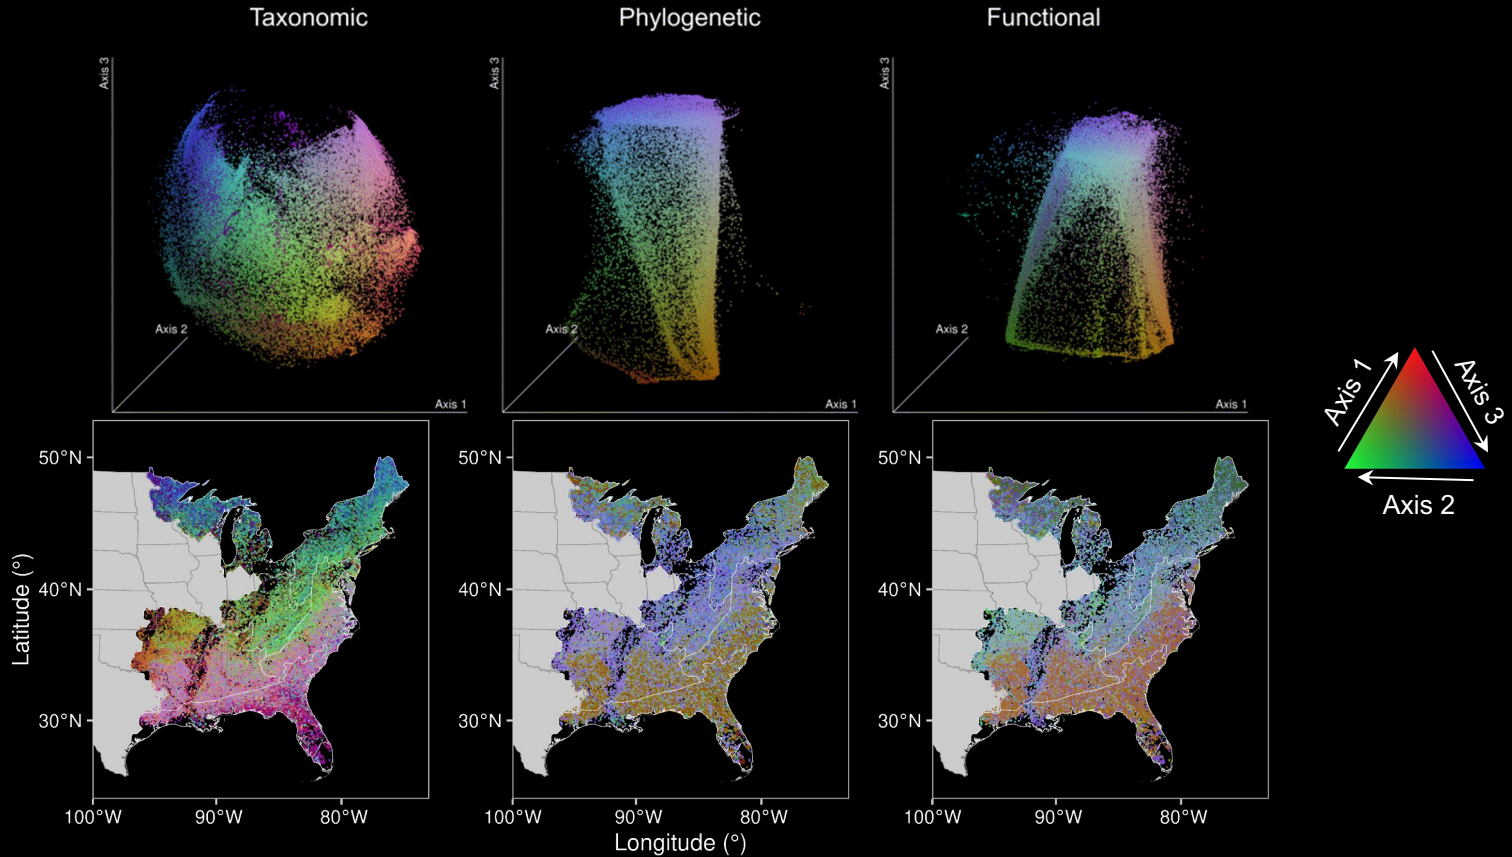 Taxonomic
Phylogenetic
Functional
Axis 3
Axis 3
Axis 3
Axis 2
Axis 2
Axis 2
Axis 1
Axis 1
Axis 1
Axis 1
Axis 3
Axis 2
Latitude (°)
50°N
40°N
30°N
50°N
40°N
30°N
50°N
40°N
30°N
100°W 90°W 80°W
100°W 90°W 80°W
100°W 90°W 80°W
Longitude (°)